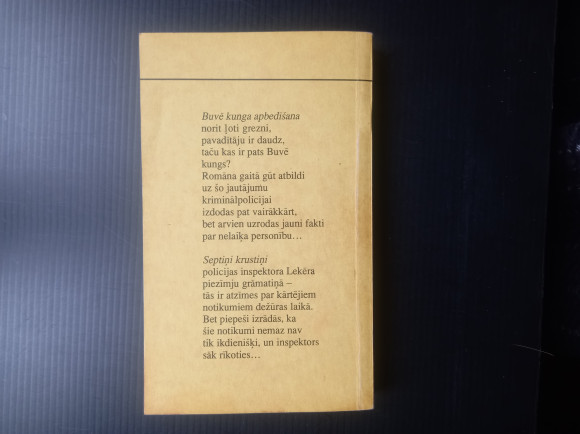 Buvē kunga apbedīšana
norit ļoti grezni,
pavadītāju ir daudz,
taču kas ir pats Buvē
kungs?
Romāna gaitā gūt atbildi
uz šo jautājumu
kriminālpolicijai
izdodas pat vairākkārt,
bet arvien uzrodas jauni fakti
par nelaiķa personību...
Septiņi krustiņi
policijas inspektora Lekēra
piezīmju grāmatiņā –
tās ir atzīmes par kārtējiem
notikumiem dežūras laikā.
Bet piepeši izrādās, ka
šie notikumi nemaz nav
tik ikdienišķi, un inspektors
sāk rīkoties...